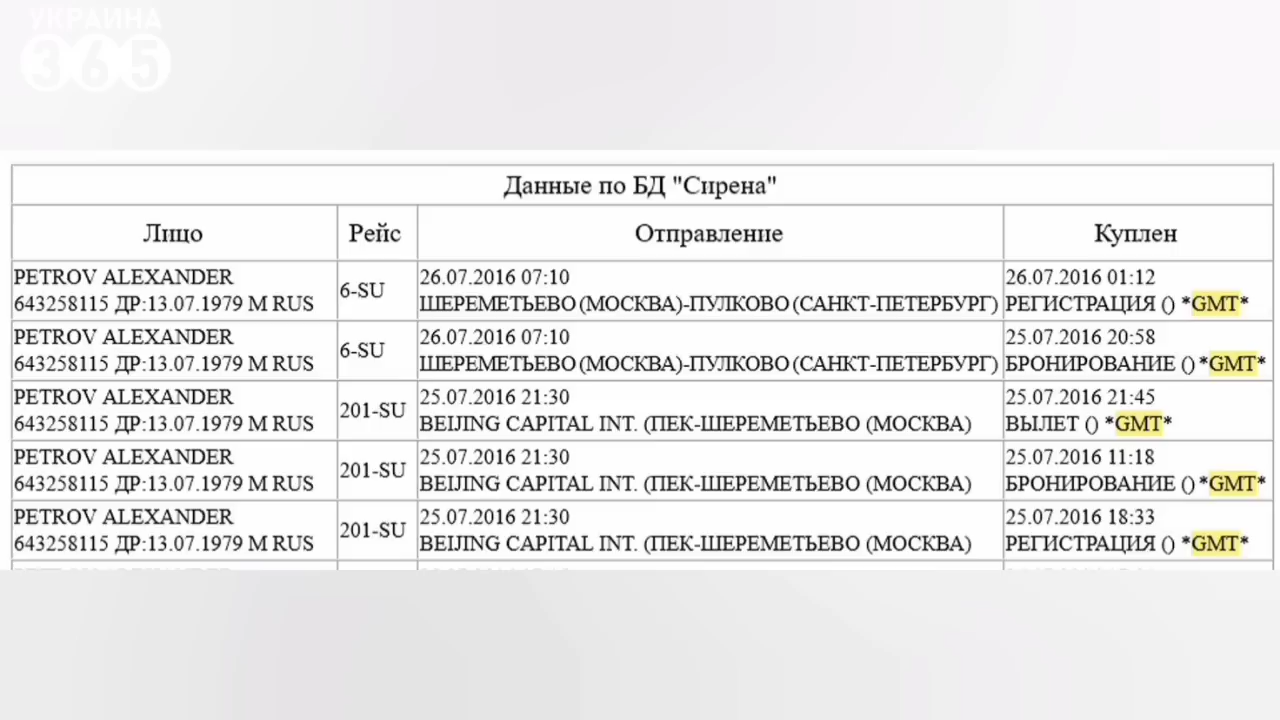 УКРАИНА
365
Данные по БД "Сирена"
Лицо
Рейс
Отправление
Куплен
PETROV ALEXANDER
643258115 ДР:13.07.1979 M RUS
6-SU
26.07.2016 07:10
ШЕРЕМЕТЬЕВО (МОСКВА)-ПУЛКОВО (САНКТ-ПЕТЕРБУРГ)
26.07.2016 01:12
РЕГИСТРАЦИЯ () *GMT*
PETROV ALEXANDER
643258115 ДР:13.07.1979 M RUS
6-SU
26.07.2016 07:10
ШЕРЕМЕТЬЕВО (МОСКВА)-ПУЛКОВО (САНКТ-ПЕТЕРБУРГ)
25.07.2016 20:58
БРОНИРОВАНИЕ () *GMT*
PETROV ALEXANDER
643258115 ДР:13.07.1979 M RUS
201-SU
25.07.2016 21:30
BEIJING CAPITAL INT. (ПЕК-ШЕРЕМЕТЬЕВО (МОСКВА)
25.07.2016 21:45
ВЫЛЕТ () *GMT*
PETROV ALEXANDER
643258115 ДР:13.07.1979 M RUS
201-SU
25.07.2016 21:30
BEIJING CAPITAL INT. (ПЕК-ШЕРЕМЕТЬЕВО (МОСКВА)
25.07.2016 11:18
БРОНИРОВАНИЕ () *GMT*
PETROV ALEXANDER
643258115 ДР:13.07.1979 M RUS
201-SU
25.07.2016 21:30
BEIJING CAPITAL INT. (ПЕК-ШЕРЕМЕТЬЕВО (МОСКВА)
25.07.2016 18:33
РЕГИСТРАЦИЯ () *GMT*